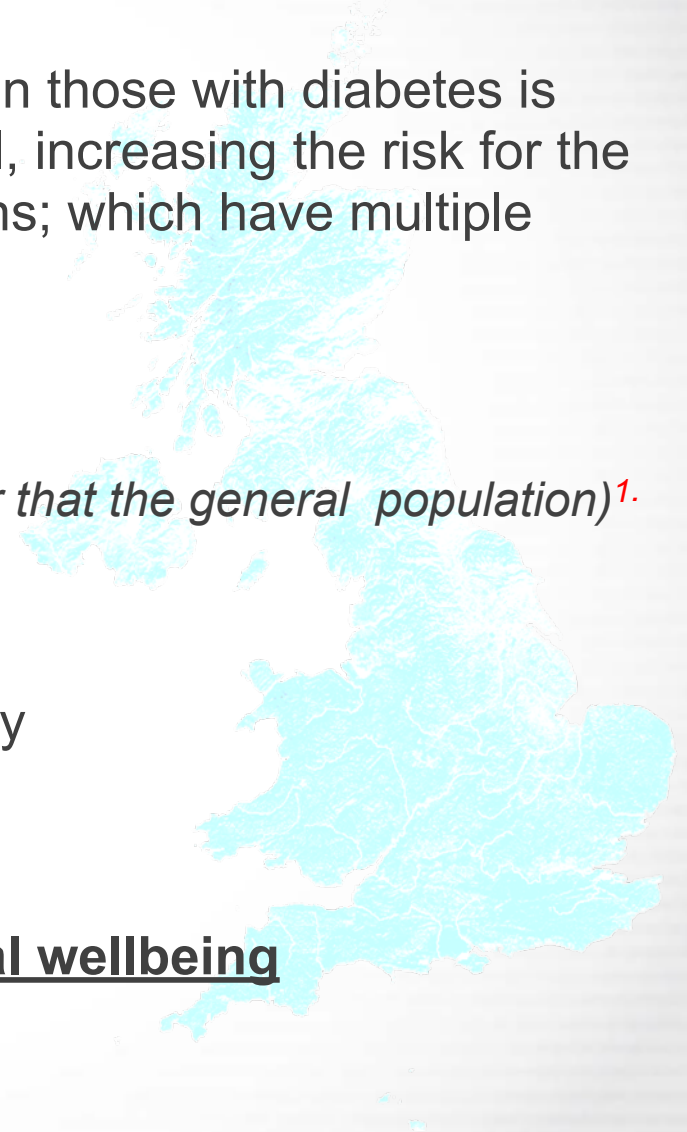 n those with diabetes is
, increasing the risk for the
ns; which have multiple
that the general population)1.
y
al wellbeing